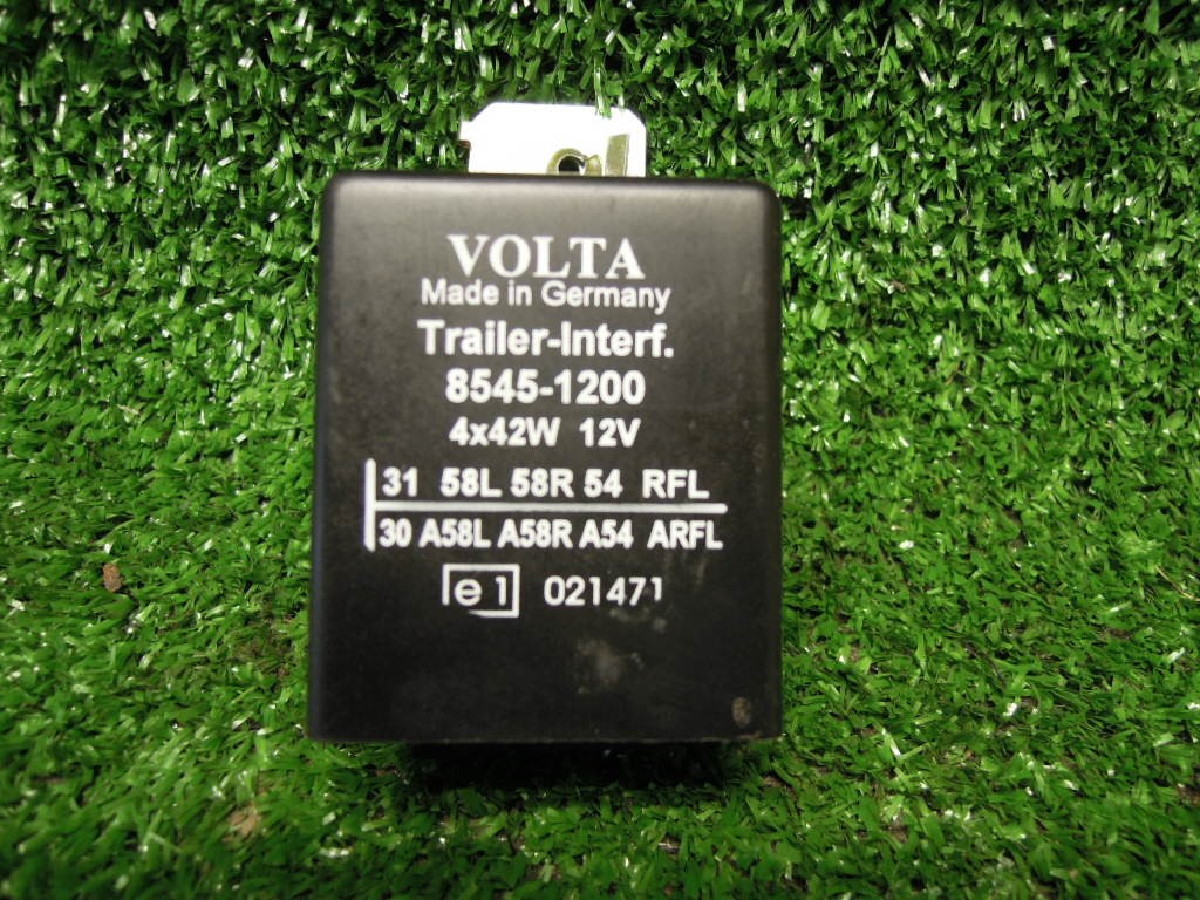 VOLTA
Made in Germany
Trailer-Interf.
8545-1200
4x42W 12V
31 58L 58R 54 RFL
30 A58L A58R A54 ARFL
e1 021471